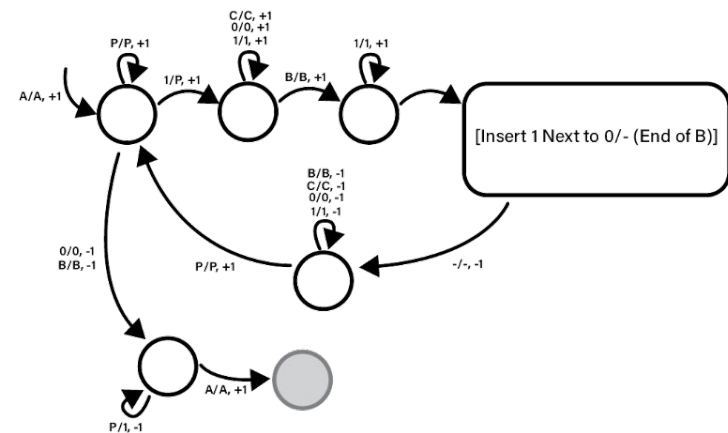 C/C, +1
0/0, +1
1/1, +1
P/P, +1
1/1, +1
A/A, +1
1/P, +1
B/B, +1
[Insert 1 Next to 0/- (End of B)]
B/B, -1
C/C, -1
0/0, -1
1/1, -1
0/0, -1
B/B, -1
P/P, +1
-/-, -1
A/A, +1
P/1, -1